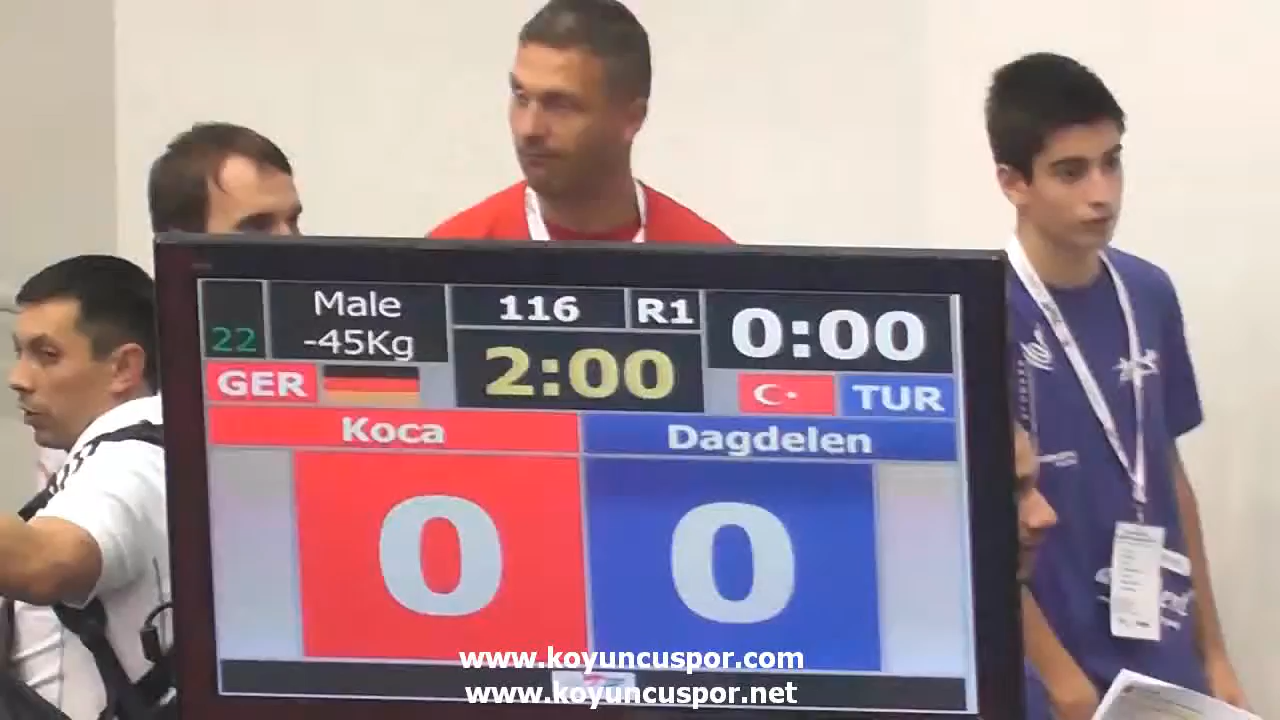 22
Male
-45Kg
116
R1
0:00
2:00
GER
TUR
Koca
Dagdelen
0
0
www.koyuncuspor.com
www.koyuncuspor.net